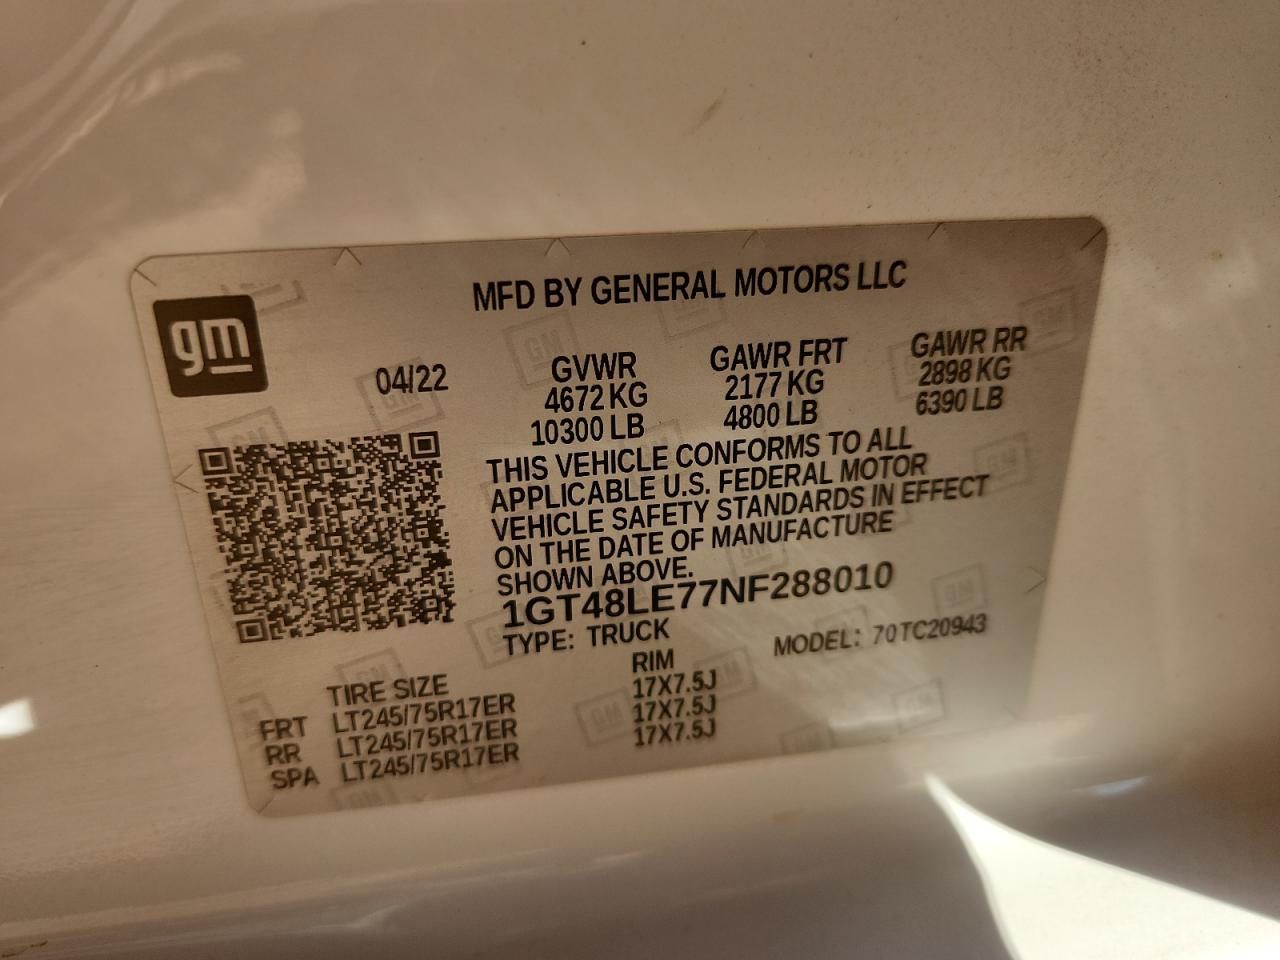 MFD BY GENERAL MOTORS LLC
gm
04/22
GVWR GAWR FRT GAWR RR
4672 KG 2177 KG 2898 KG
10300 LB 4800 LB 6390 LB
THIS VEHICLE CONFORMS TO ALL
APPLICABLE U.S. FEDERAL MOTOR
VEHICLE SAFETY STANDARDS IN EFFECT
ON THE DATE OF MANUFACTURE
SHOWN ABOVE.
1GT48LE77NF288010
TYPE: TRUCK MODEL: 70TC20943
TIRE SIZE RIM
FRT LT245/75R17ER 17X7.5J
RR LT245/75R17ER 17X7.5J
SPA LT245/75R17ER 17X7.5J